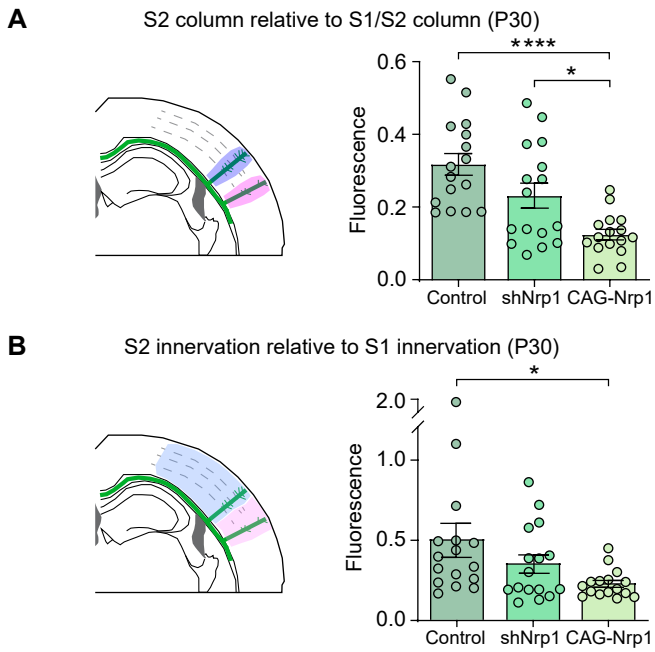 A
S2 column relative to S1/S2 column (P30)
Fluorescence
0.6
0.4
0.2
0.0
****
*
Control
shNrp1
CAG-Nrp1
B
S2 innervation relative to S1 innervation (P30)
Fluorescence
2.0
1.0
0.5
0.0
*
Control
shNrp1
CAG-Nrp1